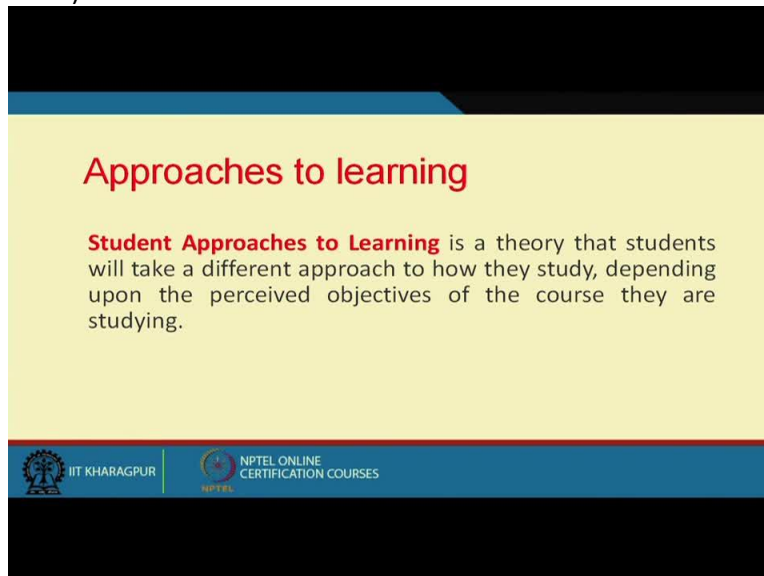 Approaches to learning
Student Approaches to Learning is a theory that students
will take a different approach to how they study, depending
upon the perceived objectives of the course they are
studying.
IIT KHARAGPUR
NPTEL ONLINE
CERTIFICATION COURSES
NPTEL